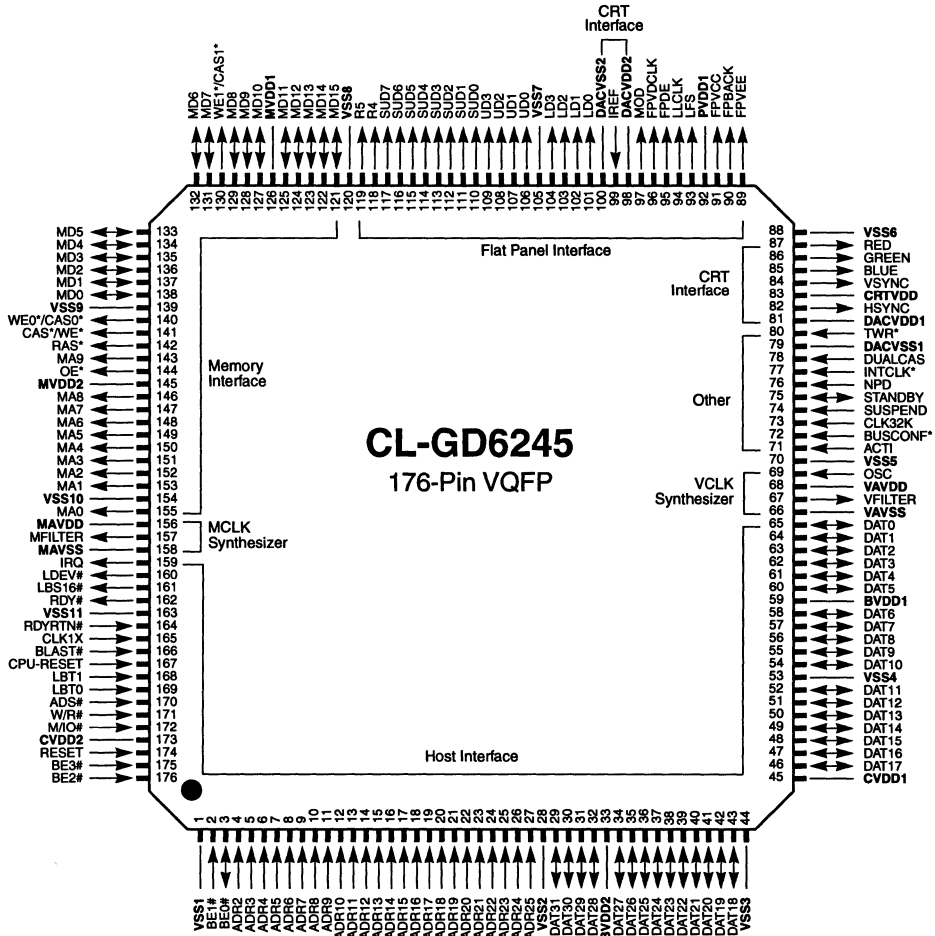 CRT
Interface
MD6 132
MD7 131
WE1*/CAS1* 130
MD8 129
MD9 128
MD10 127
MVDD1 126
MD11 125
MD12 124
MD13 123
MD14 122
MD15 121
VSS8 120
R5 119
R4 118
SUD7 117
SUD6 116
SUD5 115
SUD4 114
SUD3 113
SUD2 112
SUD1 111
SUD0 110
UD3 109
UD2 108
UD1 107
UD0 106
VSS7 105
LD3 104
LD2 103
LD1 102
LD0 101
DACVSS2 100
IREF 99
DACVDD2 98
MOD 97
FPVDCLK 96
FPDE 95
LLCLK 94
LFS 93
PVDD1 92
FPVCC 91
FPBACK 90
FPVEE 89
MD5 133
MD4 134
MD3 135
MD2 136
MD1 137
MD0 138
VSS9 139
WE0*/CAS0* 140
CAS*/WE* 141
RAS* 142
MA9 143
OE* 144
MVDD2 145
MA8 146
MA7 147
MA6 148
MA5 149
MA4 150
MA3 151
MA2 152
MA1 153
VSS10 154
MA0 155
MAVDD 156
MFILTER 157
MAVSS 158
IRQ 159
LDEV# 160
LBS16# 161
RDY# 162
VSS11 163
RDYRTN# 164
CLK1X 165
BLAST# 166
CPU-RESET 167
LBT1 168
LBT0 169
ADS# 170
W/R# 171
M/IO# 172
CVDD2 173
RESET 174
BE3# 175
BE2# 176
Flat Panel Interface
CRT
Interface
Memory
Interface
Other
CL-GD6245
176-Pin VQFP
VCLK
Synthesizer
MCLK
Synthesizer
Host Interface
88 VSS6
87 RED
86 GREEN
85 BLUE
84 VSYNC
83 CRTVDD
82 HSYNC
81 DACVDD1
80 TWR*
79 DACVSS1
78 DUALCAS
77 INTCLK*
76 NPD
75 STANDBY
74 SUSPEND
73 CLK32K
72 BUSCONF*
71 ACTI
70 VSS5
69 OSC
68 VAVDD
67 VFILTER
66 VAVSS
65 DAT0
64 DAT1
63 DAT2
62 DAT3
61 DAT4
60 DAT5
59 BVDD1
58 DAT6
57 DAT7
56 DAT8
55 DAT9
54 DAT10
53 VSS4
52 DAT11
51 DAT12
50 DAT13
49 DAT14
48 DAT15
47 DAT16
46 DAT17
45 CVDD1
1 VSS1
2 BE1#
3 BE0#
4 ADR2
5 ADR3
6 ADR4
7 ADR5
8 ADR6
9 ADR7
10 ADR8
11 ADR9
12 ADR10
13 ADR11
14 ADR12
15 ADR13
16 ADR14
17 ADR15
18 ADR16
19 ADR17
20 ADR18
21 ADR19
22 ADR20
23 ADR21
24 ADR22
25 ADR23
26 ADR24
27 ADR25
28 VSS2
29 DAT31
30 DAT30
31 DAT29
32 DAT28
33 BVDD2
34 DAT27
35 DAT26
36 DAT25
37 DAT24
38 DAT23
39 DAT22
40 DAT21
41 DAT20
42 DAT19
43 DAT18
44 VSS3